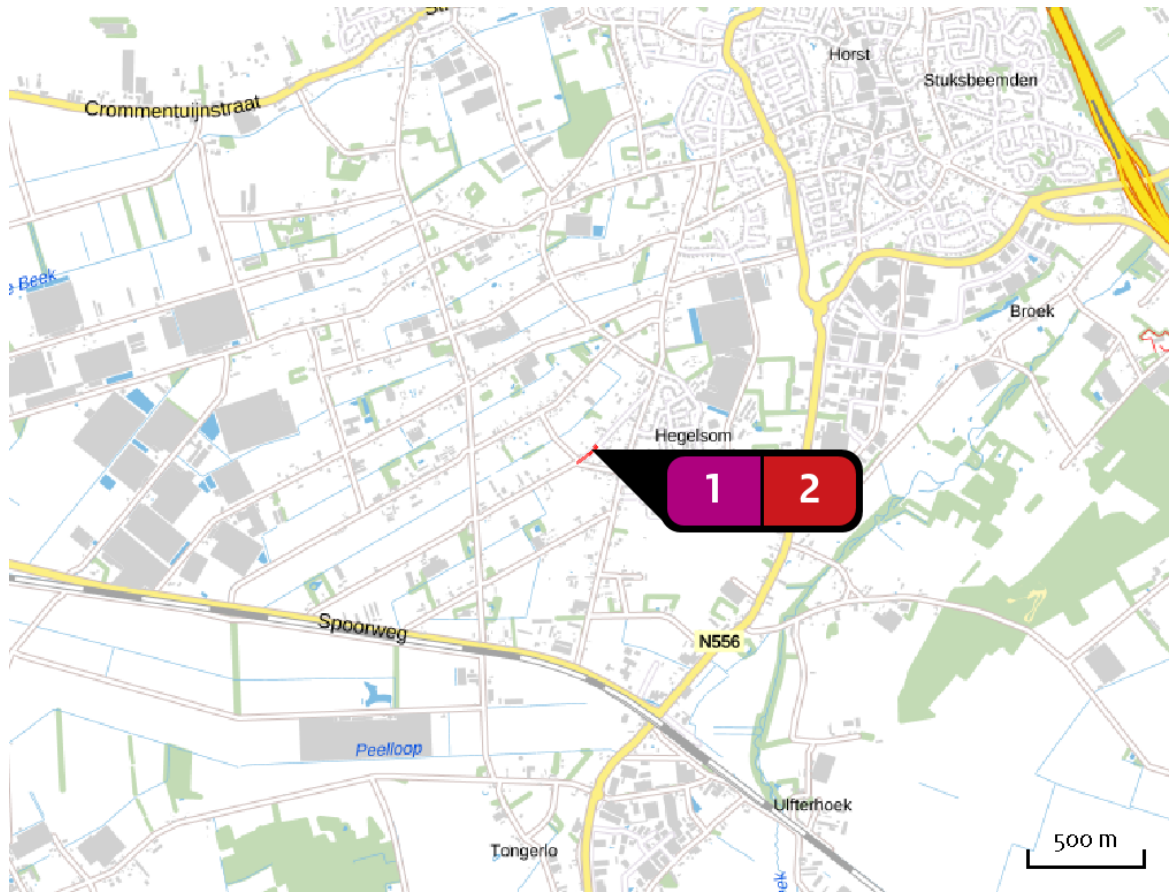 Horst
Stuksbeemden
Crommentuijnstraat
e Beek
Broek
Hegelsom
1
2
Spoorweg
N556
Peelloop
Ulfterhoek
Tongerlo
500 m